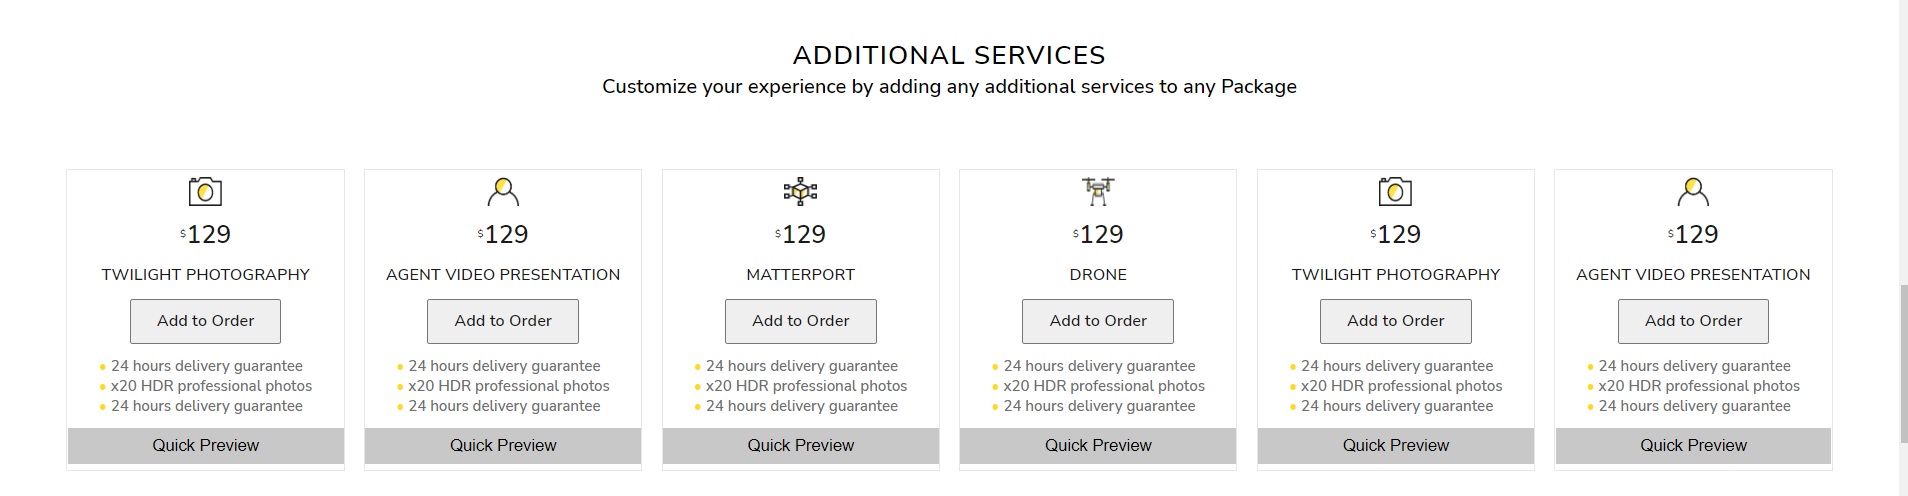 ADDITIONAL SERVICES
Customize your experience by adding any additional services to any Package
$129
TWILIGHT PHOTOGRAPHY
Add to Order
24 hours delivery guarantee
x20 HDR professional photos
24 hours delivery guarantee
Quick Preview
$129
AGENT VIDEO PRESENTATION
Add to Order
24 hours delivery guarantee
x20 HDR professional photos
24 hours delivery guarantee
Quick Preview
$129
MATTERPORT
Add to Order
24 hours delivery guarantee
x20 HDR professional photos
24 hours delivery guarantee
Quick Preview
$129
DRONE
Add to Order
24 hours delivery guarantee
x20 HDR professional photos
24 hours delivery guarantee
Quick Preview
$129
TWILIGHT PHOTOGRAPHY
Add to Order
24 hours delivery guarantee
x20 HDR professional photos
24 hours delivery guarantee
Quick Preview
$129
AGENT VIDEO PRESENTATION
Add to Order
24 hours delivery guarantee
x20 HDR professional photos
24 hours delivery guarantee
Quick Preview